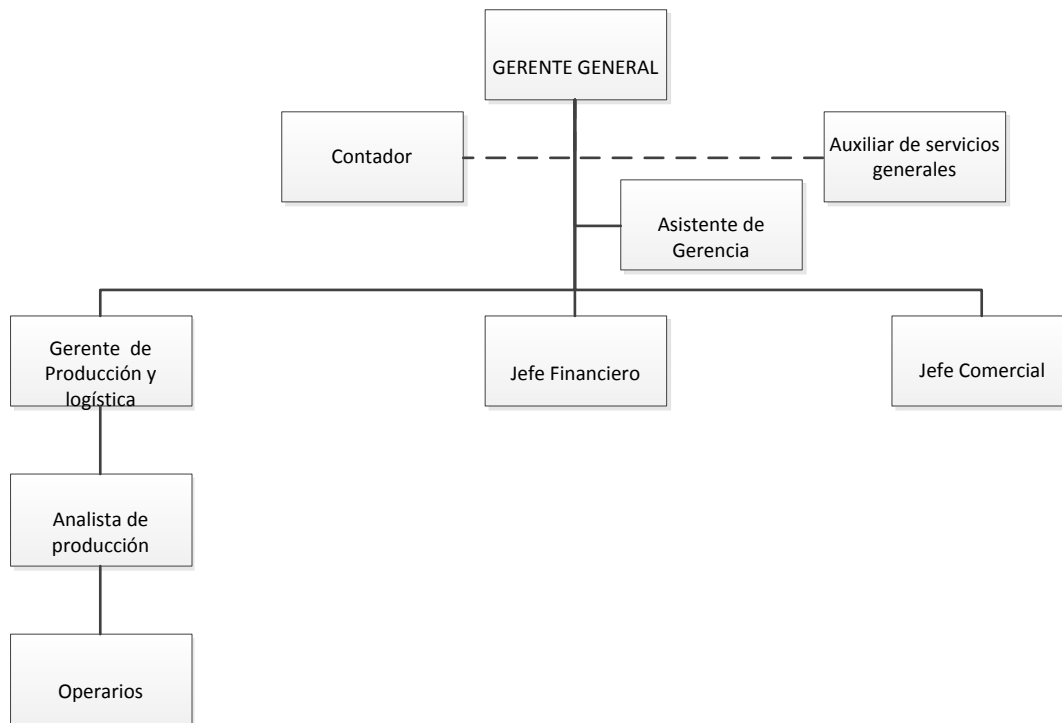 GERENTE GENERAL
Contador
Auxiliar de servicios
generales
Asistente de
Gerencia
Gerente  de
Producción y
logística
Jefe Financiero
Jefe Comercial
Analista de
producción
Operarios